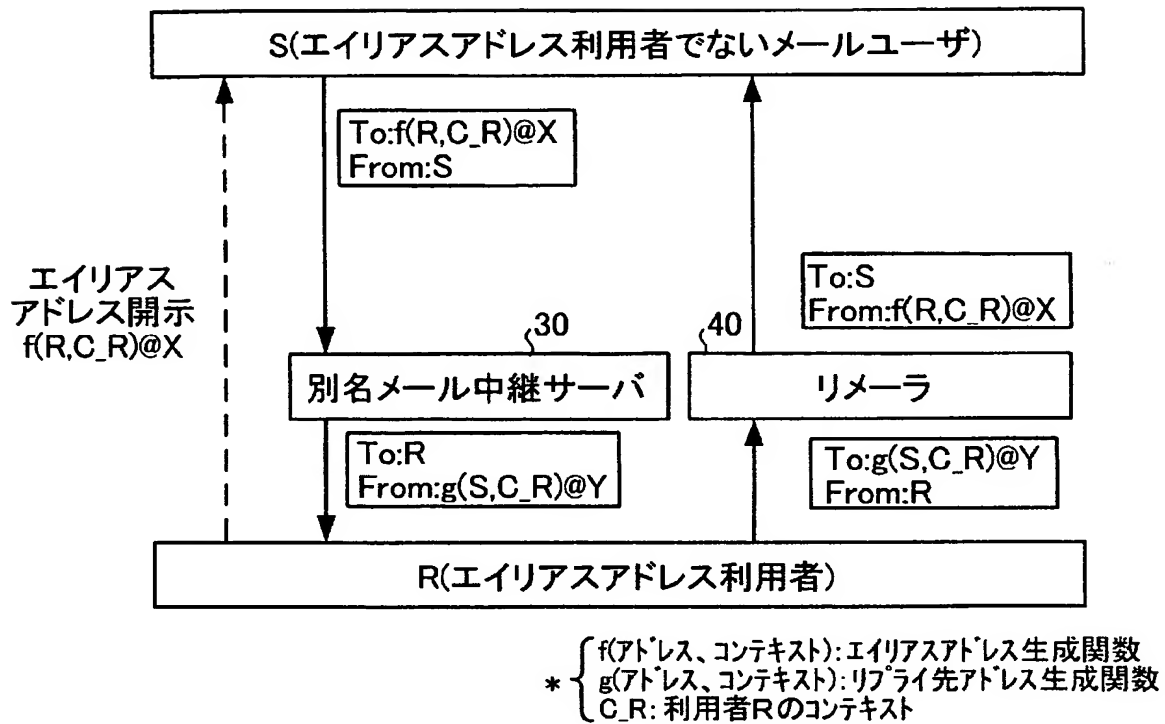 S(エイリアスアドレス利用者でないメールユーザ)
To:f(R,C_R)@X
From:S
エイリアス
アドレス開示
f(R,C_R)@X
To:S
From:f(R,C_R)@X
30
40
別名メール中継サーバ
リメーラ
To:R
From:g(S,C_R)@Y
To:g(S,C_R)@Y
From:R
R(エイリアスアドレス利用者)
* f(アドレス、コンテキスト):エイリアスアドレス生成関数
g(アドレス、コンテキスト):リプライ先アドレス生成関数
C_R:利用者Rのコンテキスト